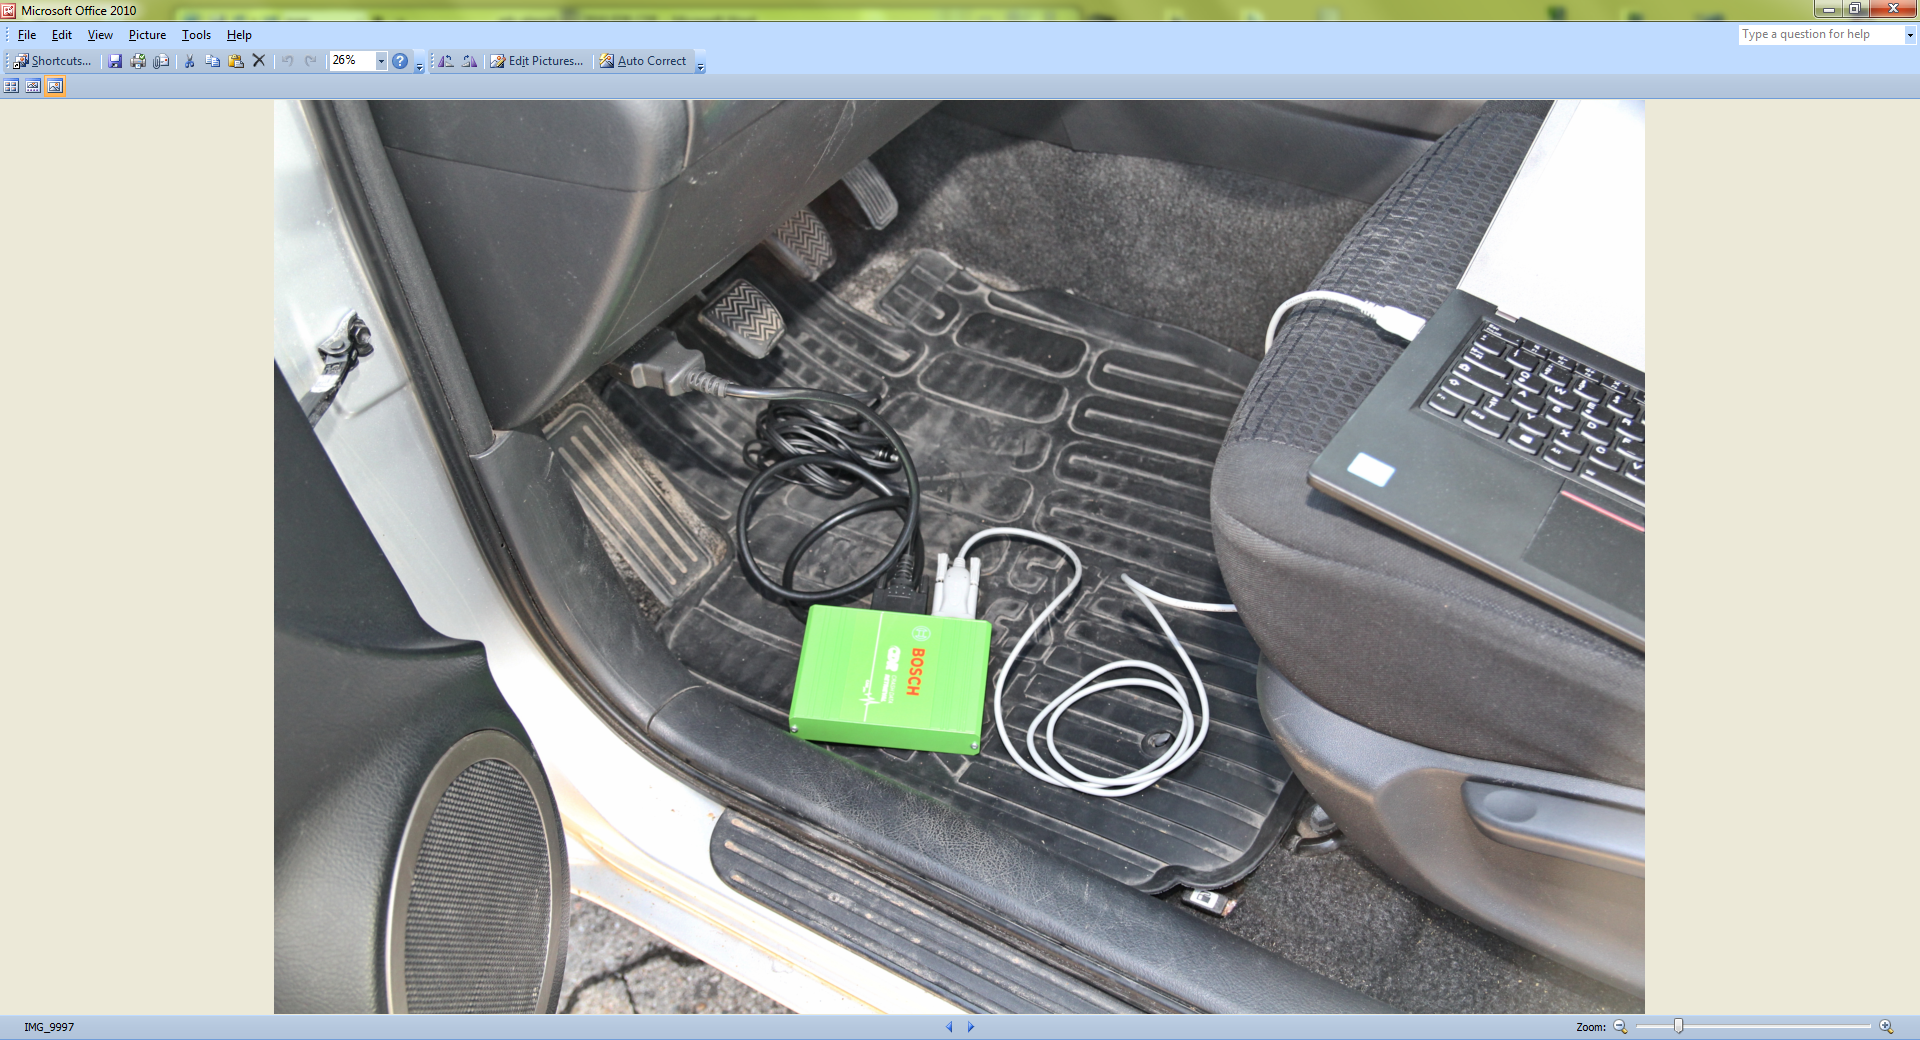 Microsoft Office 2010
File Edit View Picture Tools Help
Type a question for help
Shortcuts... 26% Edit Pictures... Auto Correct
BOSCH
CDR
IMG_9997
Zoom: